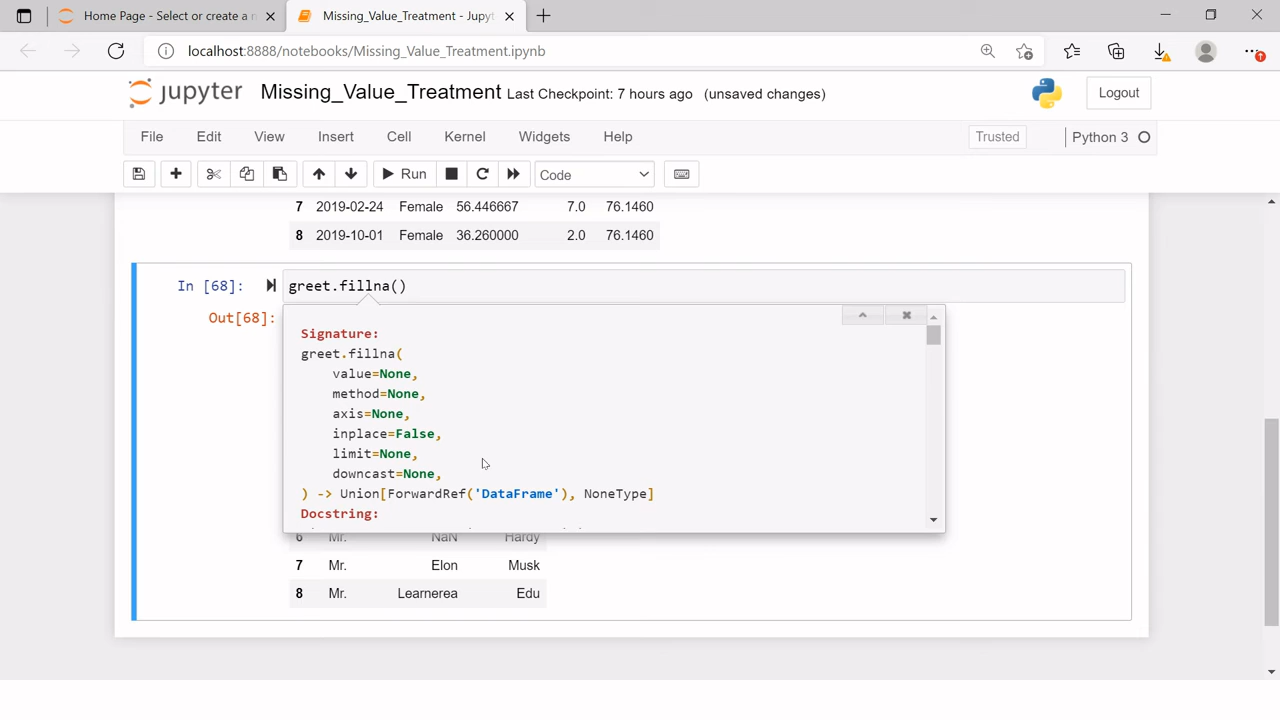 Home Page - Select or create a n
Missing_Value_Treatment - Jupyt
localhost:8888/notebooks/Missing_Value_Treatment.ipynb
jupyter Missing_Value_Treatment Last Checkpoint: 7 hours ago (unsaved changes)
Logout
File Edit View Insert Cell Kernel Widgets Help
Trusted Python 3
Run Code
7 2019-02-24 Female 56.446667 7.0 76.1460
8 2019-10-01 Female 36.260000 2.0 76.1460
In [68]: greet.fillna()
Out[68]:
Signature:
greet.fillna(
value=None,
method=None,
axis=None,
inplace=False,
limit=None,
downcast=None,
) -> Union[ForwardRef('DataFrame'), NoneType]
Docstring:
6 Mr. NaN Hardy
7 Mr. Elon Musk
8 Mr. Learnerea Edu